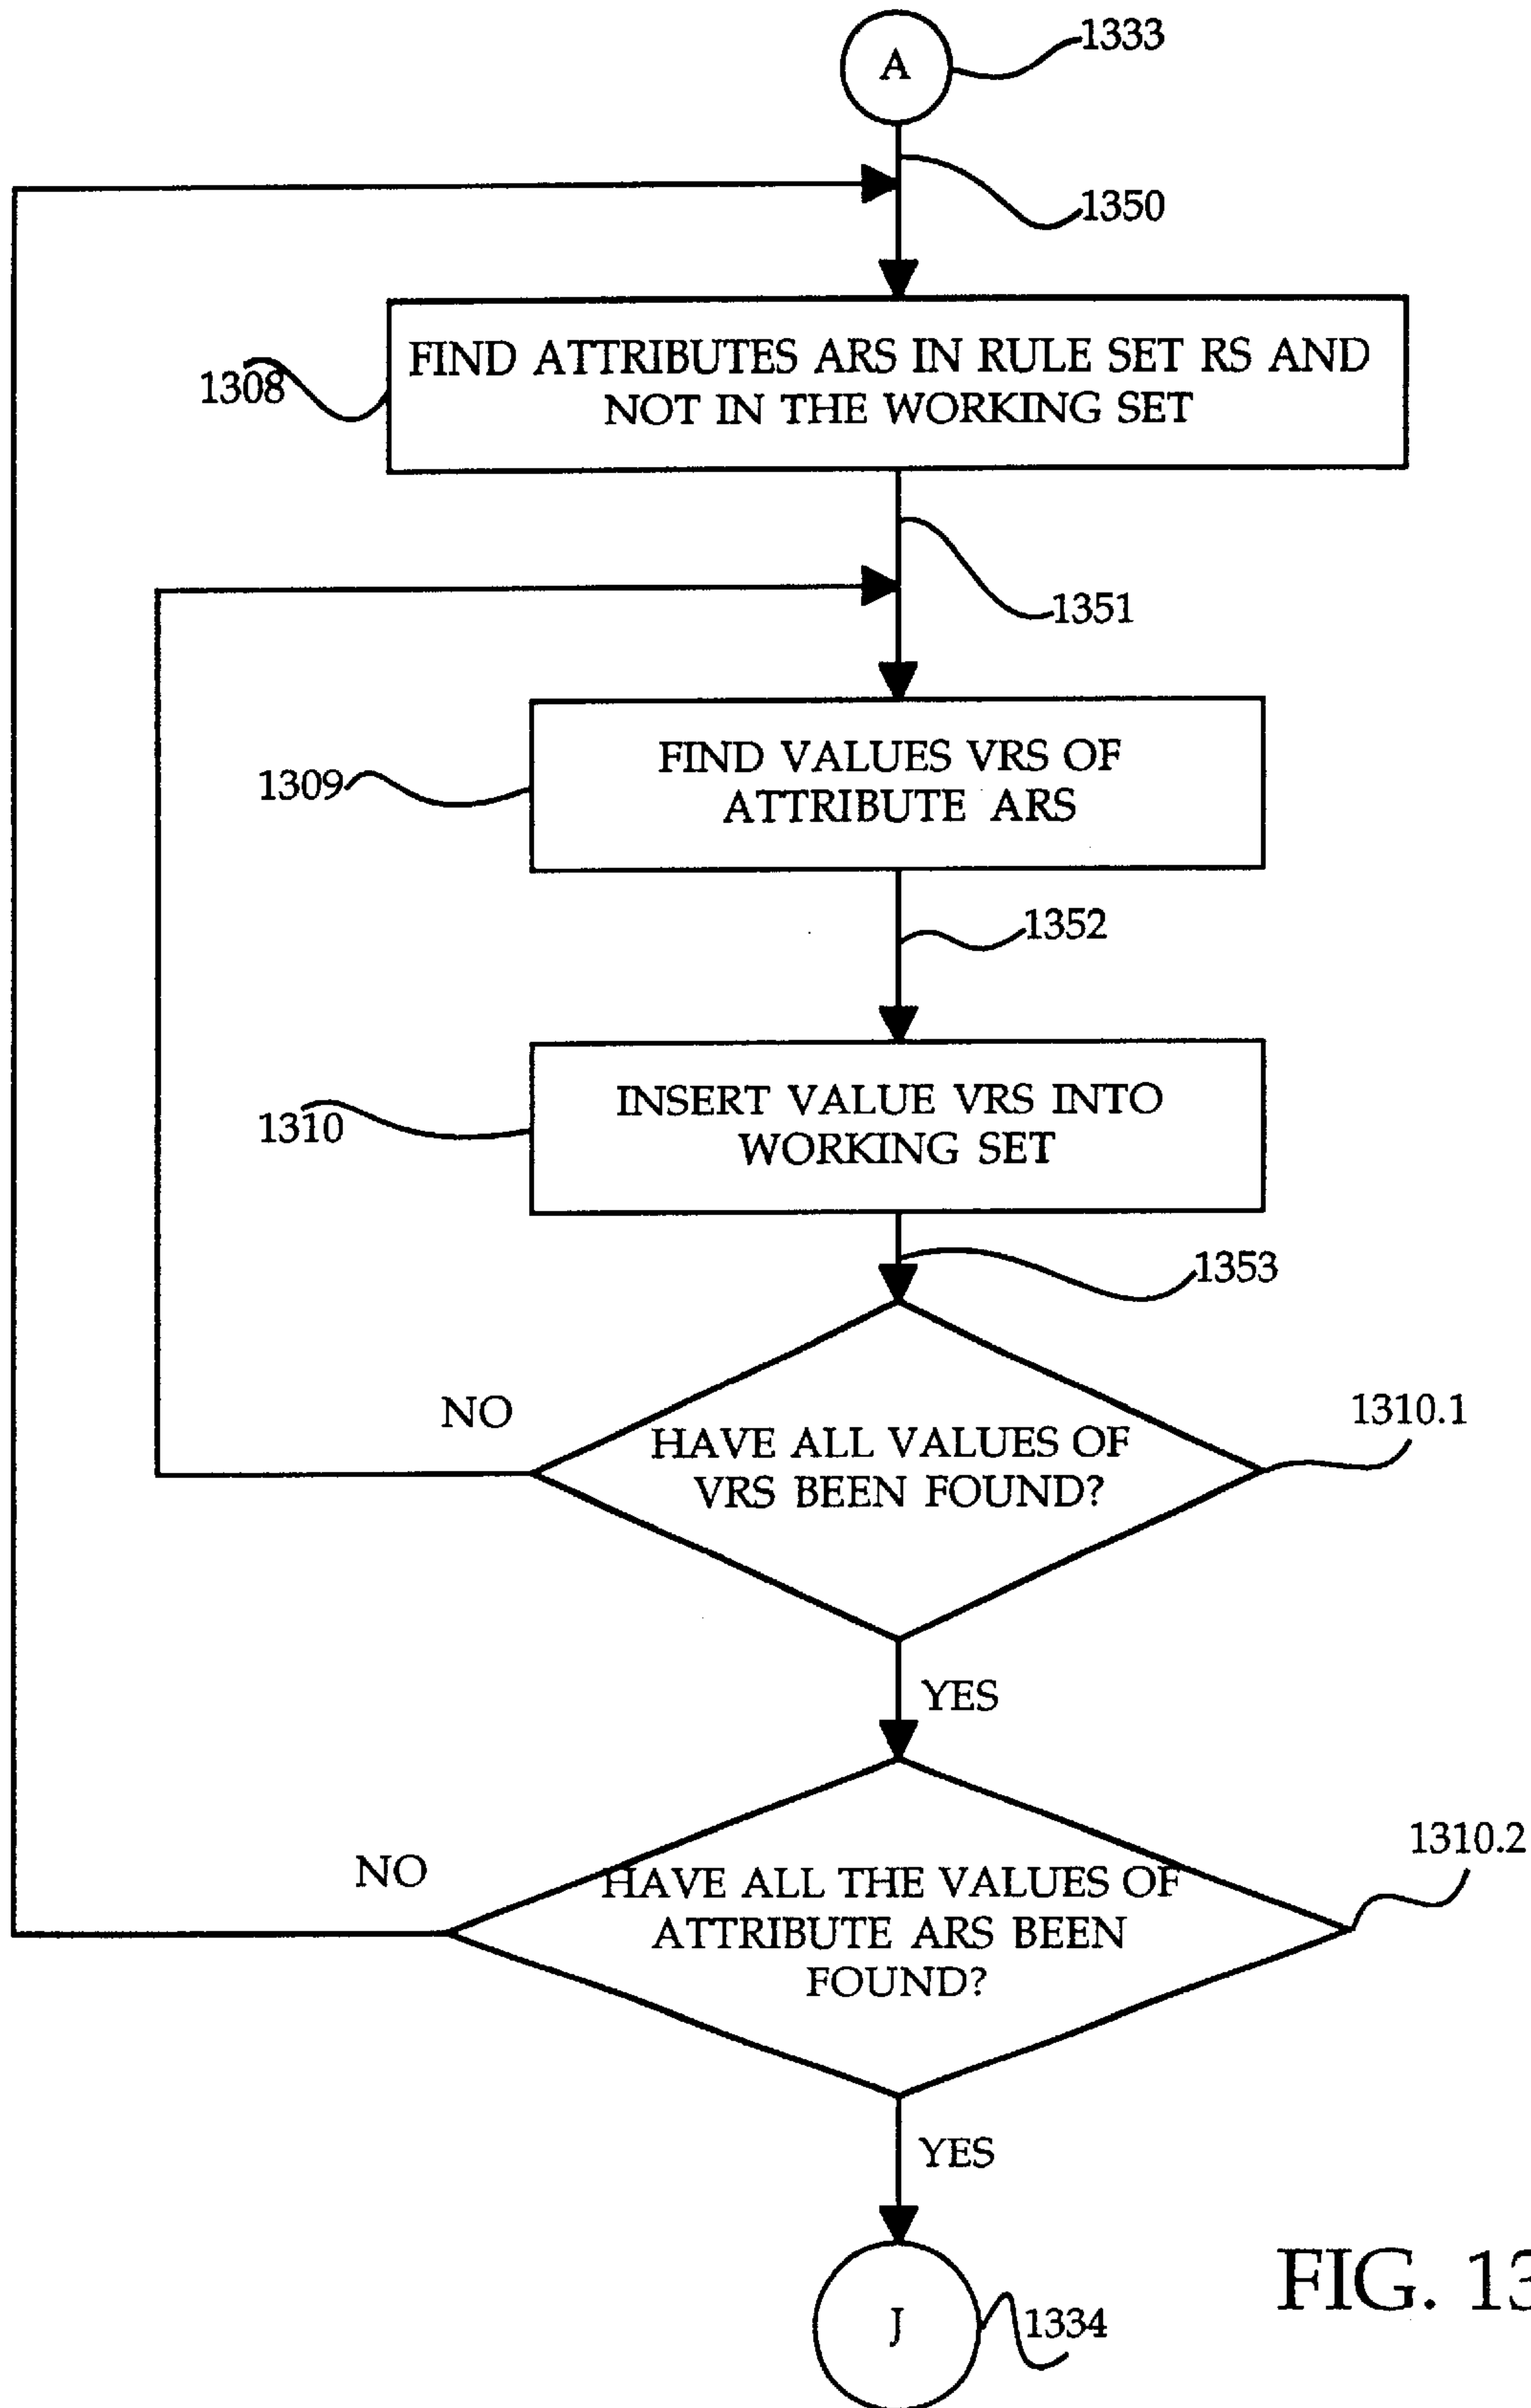 A
1333
1350
FIND ATTRIBUTES ARS IN RULE SET RS AND
NOT IN THE WORKING SET
1308
1351
FIND VALUES VRS OF
ATTRIBUTE ARS
1309
1352
INSERT VALUE VRS INTO
WORKING SET
1310
1353
NO
HAVE ALL VALUES OF
VRS BEEN FOUND?
1310.1
YES
NO
HAVE ALL THE VALUES OF
ATTRIBUTE ARS BEEN
FOUND?
1310.2
YES
J
1334
FIG. 13